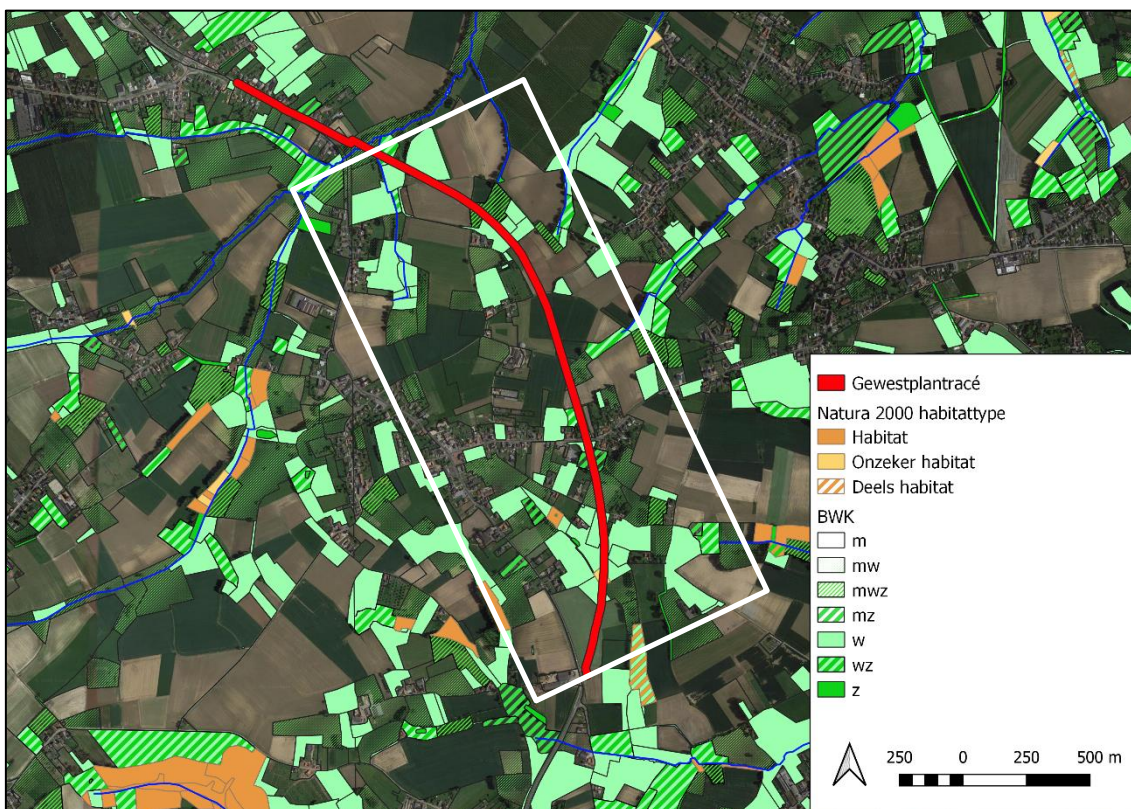 Gewestplantracé
Natura 2000 habitattype
Habitat
Onzeker habitat
Deels habitat
BWK
m
mw
mwz
mz
w
wz
z
250 0 250 500 m